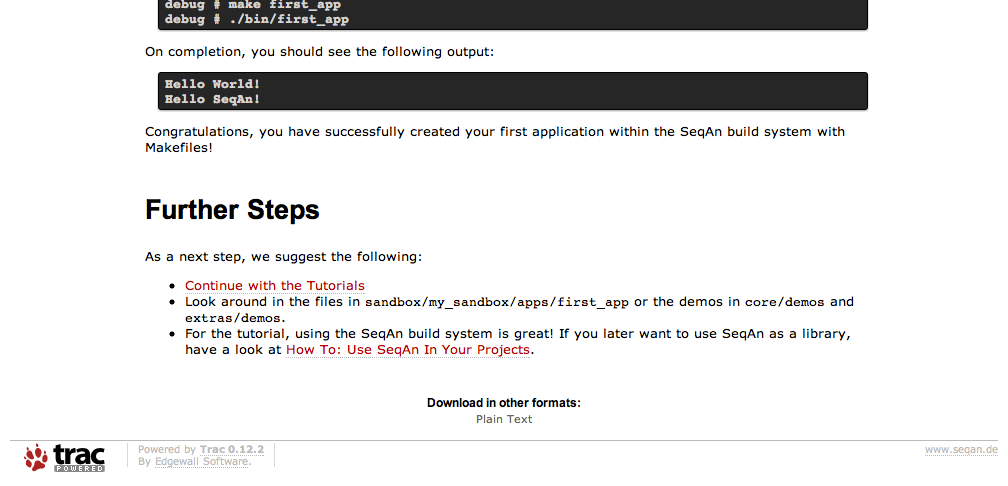 debug # make first_app
debug # ./bin/first_app
On completion, you should see the following output:
Hello World!
Hello SeqAn!
Congratulations, you have successfully created your first application within the SeqAn build system with
Makefiles!
Further Steps
As a next step, we suggest the following:
• Continue with the Tutorials
• Look around in the files in sandbox/my_sandbox/apps/first_app or the demos in core/demos and
extras/demos.
• For the tutorial, using the SeqAn build system is great! If you later want to use SeqAn as a library,
have a look at How To: Use SeqAn In Your Projects.
Download in other formats:
Plain Text
trac
POWERED
Powered by Trac 0.12.2
By Edgewall Software.
www.seqan.de